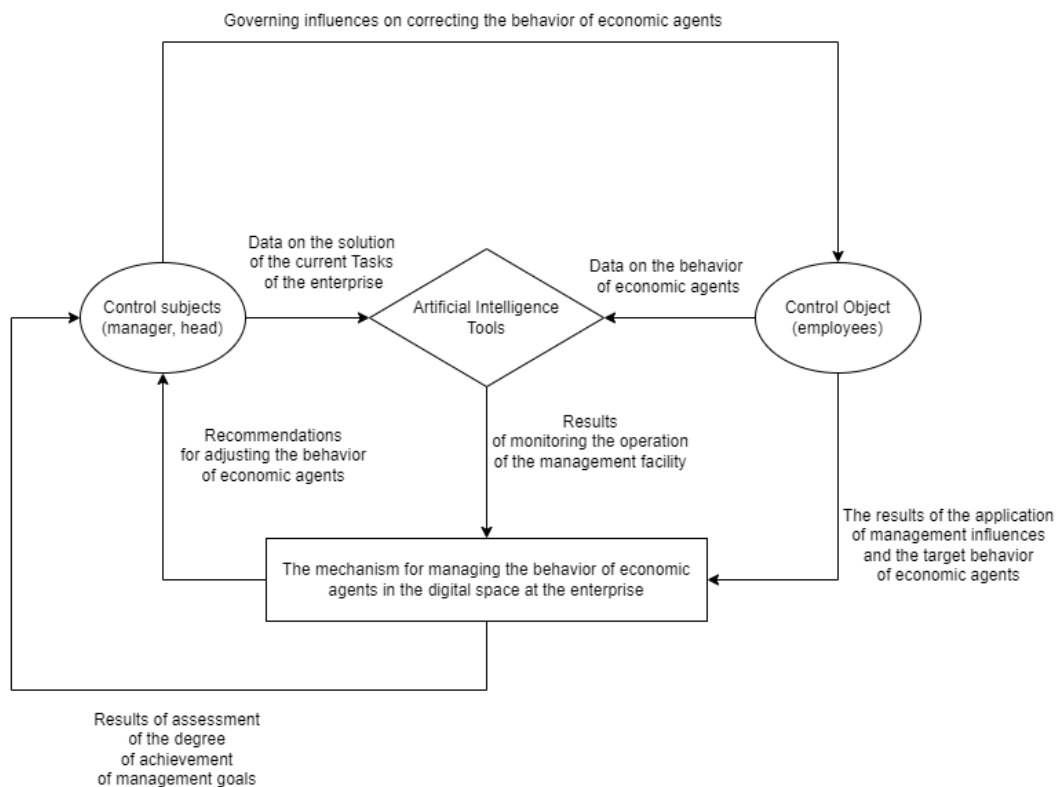 Governing influences on correcting the behavior of economic agents
Data on the solution
of the current Tasks
of the enterprise
Data on the behavior
of economic agents
Control subjects
(manager, head)
Artificial Intelligence
Tools
Control Object
(employees)
Recommendations
for adjusting the behavior
of economic agents
Results
of monitoring the operation
of the management facility
The results of the application
of management influences
and the target behavior
of economic agents
The mechanism for managing the behavior of economic
agents in the digital space at the enterprise
Results of assessment
of the degree
of achievement
of management goals